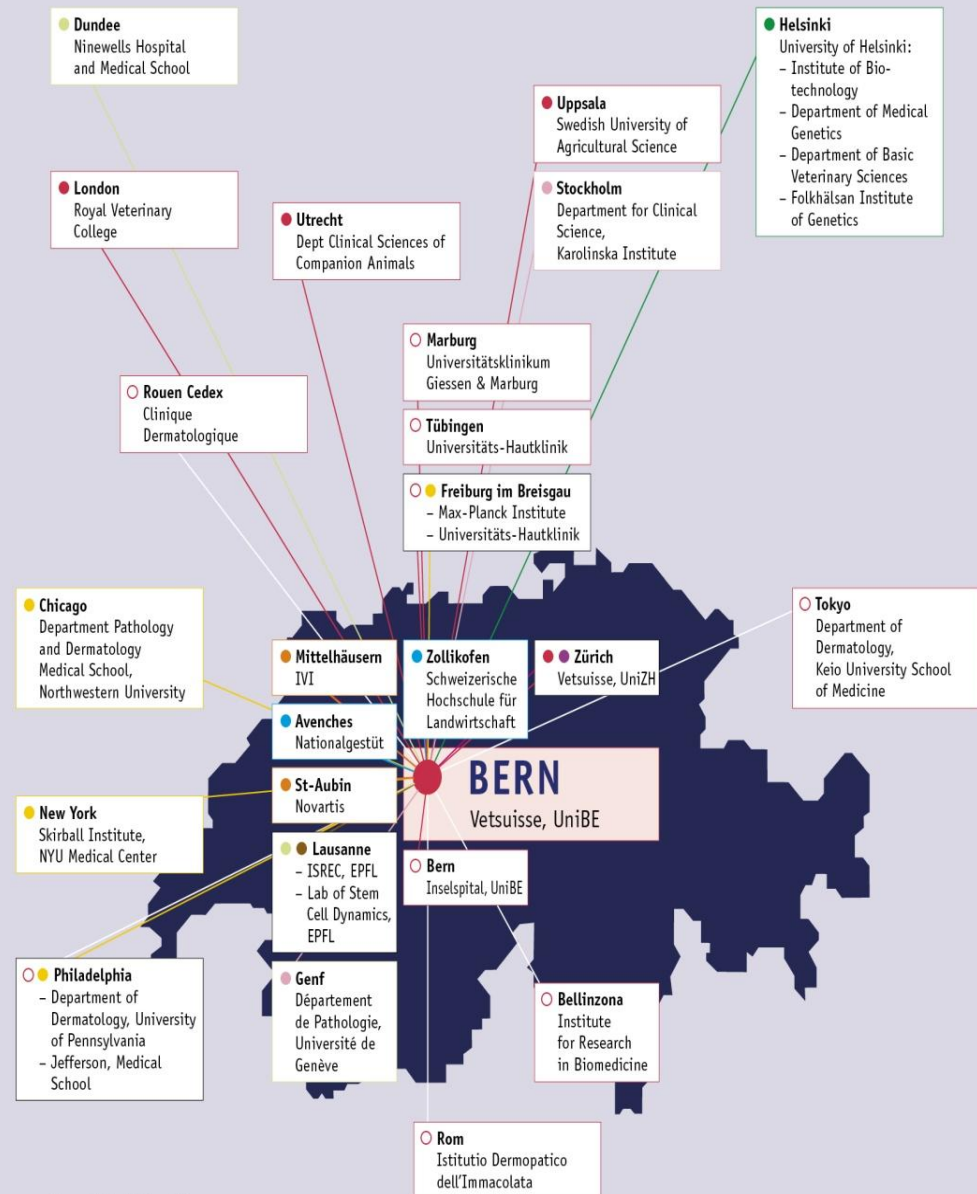 Dundee
Ninewells Hospital
and Medical School
Helsinki
University of Helsinki:
– Institute of Bio-
technology
– Department of Medical
Genetics
– Department of Basic
Veterinary Sciences
– Folkhälsan Institute
of Genetics
Uppsala
Swedish University of
Agricultural Science
London
Royal Veterinary
College
Utrecht
Dept Clinical Sciences of
Companion Animals
Stockholm
Department for Clinical
Science,
Karolinska Institute
Marburg
Universitätsklinikum
Giessen & Marburg
Rouen Cedex
Clinique
Dermatologique
Tübingen
Universitäts-Hautklinik
Freiburg im Breisgau
– Max-Planck Institute
– Universitäts-Hautklinik
Chicago
Department Pathology
and Dermatology
Medical School,
Northwestern University
Tokyo
Department of
Dermatology,
Keio University School
of Medicine
Mittelhäusern
IVI
Zollikofen
Schweizerische
Hochschule für
Landwirtschaft
Zürich
Vetsuisse, UniZH
Avenches
Nationalgestüt
St-Aubin
Novartis
BERN
Vetsuisse, UniBE
New York
Skirball Institute,
NYU Medical Center
Lausanne
– ISREC, EPFL
– Lab of Stem
Cell Dynamics,
EPFL
Bern
Inselspital, UniBE
Philadelphia
– Department of
Dermatology, University
of Pennsylvania
– Jefferson, Medical
School
Genf
Département
de Pathologie,
Université de
Genève
Bellinzona
Institute
for Research
in Biomedicine
Rom
Istitutio Dermopatico
dell'Immacolata